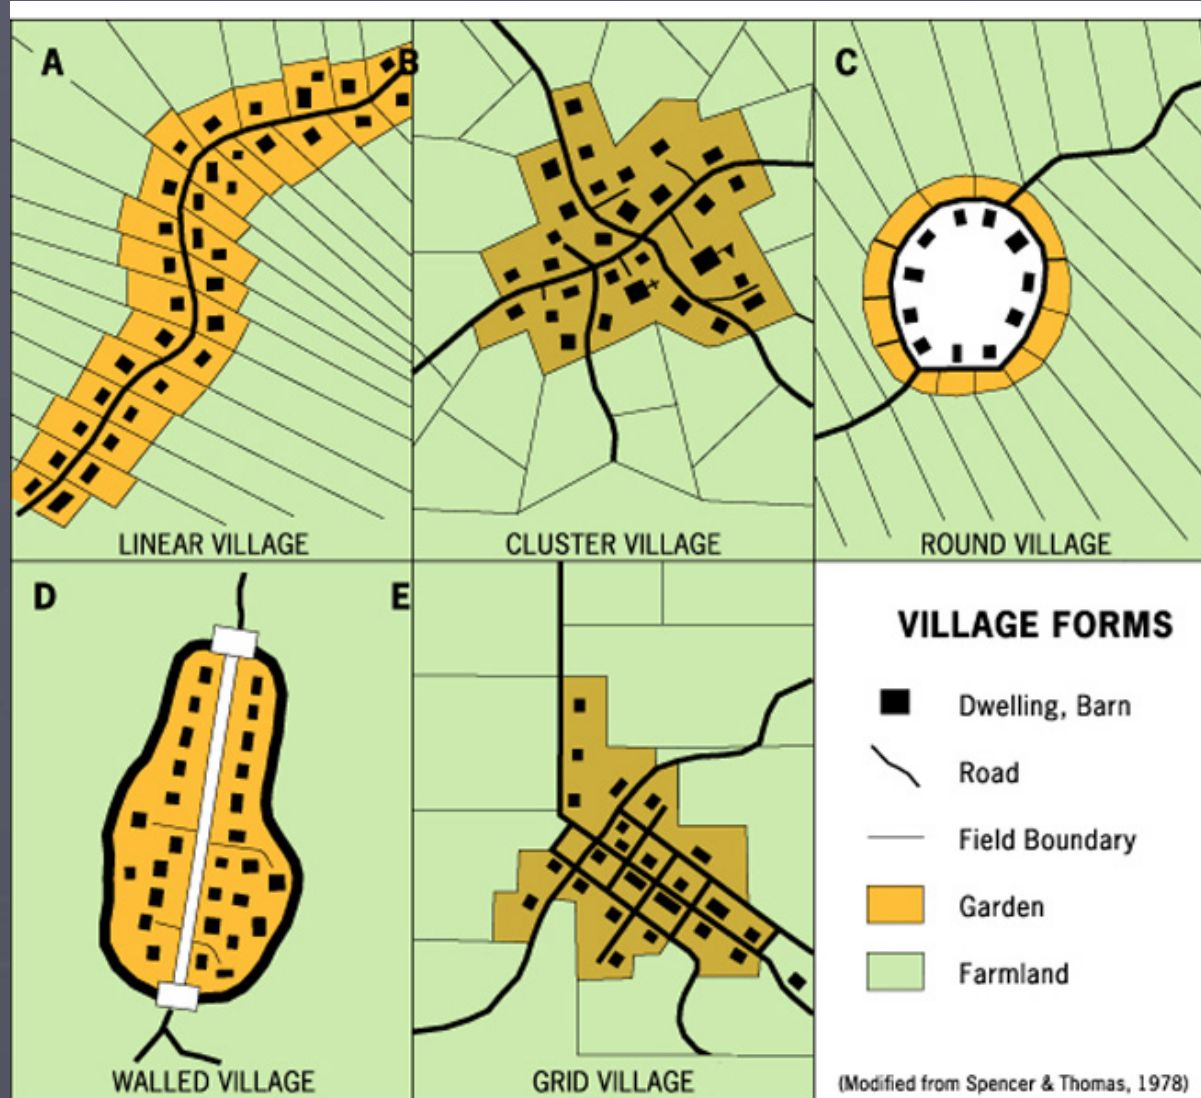 A
B
C
LINEAR VILLAGE
CLUSTER VILLAGE
ROUND VILLAGE
D
E
VILLAGE FORMS
Dwelling, Barn
Road
Field Boundary
Garden
Farmland
WALLED VILLAGE
GRID VILLAGE
(Modified from Spencer & Thomas, 1978)